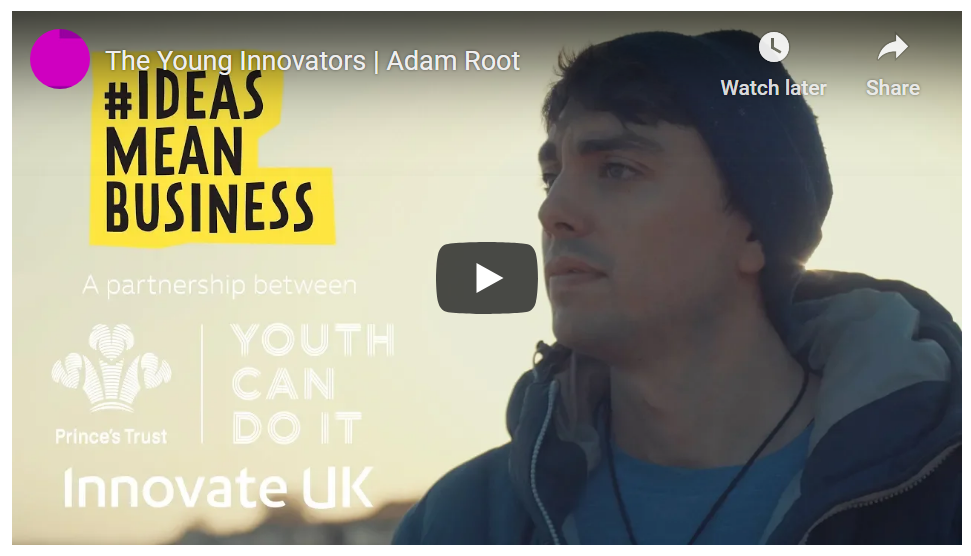 The Young Innovators | Adam Root
Watch later
Share
#IDEAS
MEAN
BUSINESS
A partnership between
Prince's Trust
YOUTH
CAN
DO IT
Innovate UK